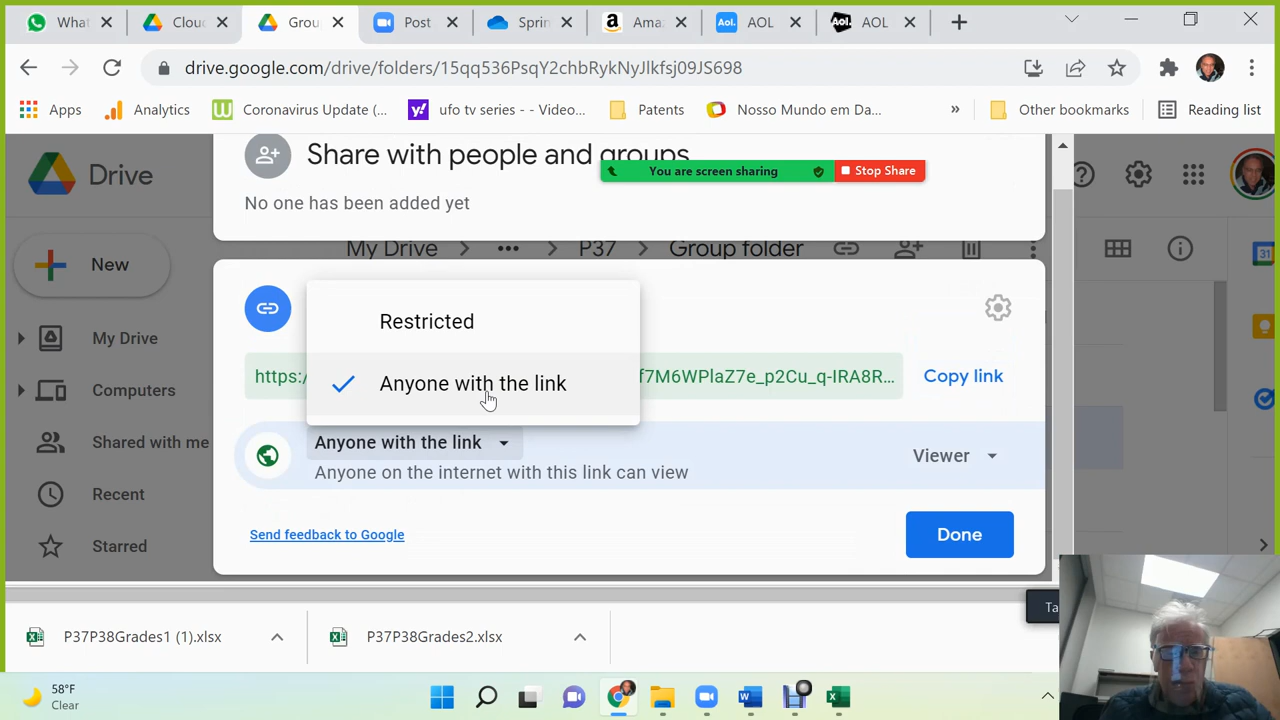 What
Cloud
Grou
Post
Sprin
Ama
Aol.
AOL
Aol.
AOL
drive.google.com/drive/folders/15qq536PsqY2chbRykNyJlkfsj09JS698
Apps
Analytics
Coronavirus Update (...
ufo tv series - - Video...
Patents
Nosso Mundo em Da...
»
Other bookmarks
Reading list
Drive
Share with people and groups
You are screen sharing
Stop Share
No one has been added yet
New
My Drive
P37
Group folder
31
Restricted
My Drive
https:/
Anyone with the link
f7M6WPlaZ7e_p2Cu_q-IRA8R...
Copy link
Computers
Shared with me
Anyone with the link
Anyone on the internet with this link can view
Viewer
Recent
Starred
Send feedback to Google
Done
Ta
P37P38Grades1 (1).xlsx
P37P38Grades2.xlsx
58°F
Clear